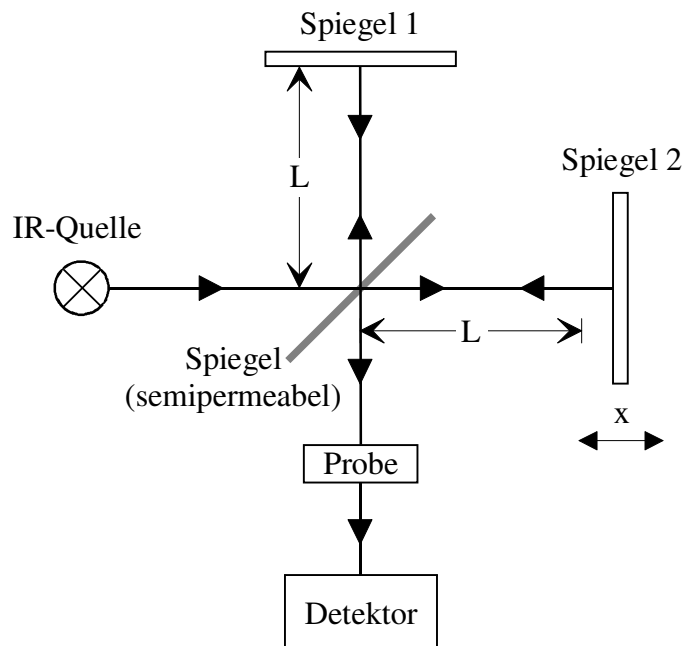 Spiegel 1
L
Spiegel 2
IR-Quelle
L
Spiegel
(semipermeabel)
x
Probe
Detektor